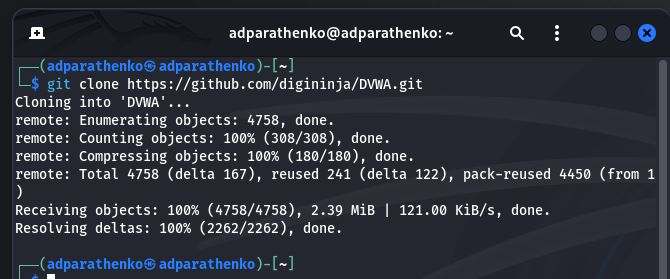 adparathenko@adparathenko: ~
┌──(adparathenko㉿adparathenko)-[~]
└─$ git clone https://github.com/digininja/DVWA.git
Cloning into 'DVWA'...
remote: Enumerating objects: 4758, done.
remote: Counting objects: 100% (308/308), done.
remote: Compressing objects: 100% (180/180), done.
remote: Total 4758 (delta 167), reused 241 (delta 122), pack-reused 4450 (from 1
)
Receiving objects: 100% (4758/4758), 2.39 MiB | 121.00 KiB/s, done.
Resolving deltas: 100% (2262/2262), done.
┌──(adparathenko㉿adparathenko)-[~]
└─$